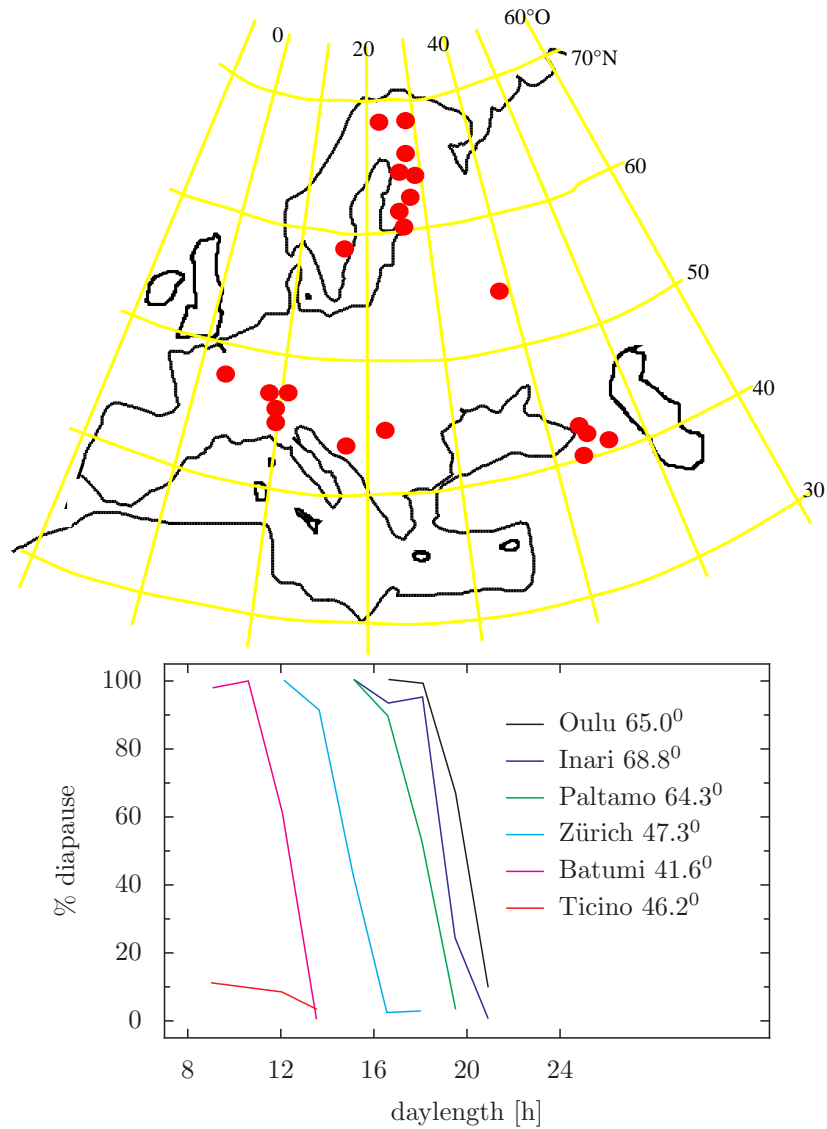 60°O
0
20
40
70°N
60
50
40
30
100
80
60
40
20
0
% diapause
Oulu 65.0⁰
Inari 68.8⁰
Paltamo 64.3⁰
Zürich 47.3⁰
Batumi 41.6⁰
Ticino 46.2⁰
8 12 16 20 24
daylength [h]